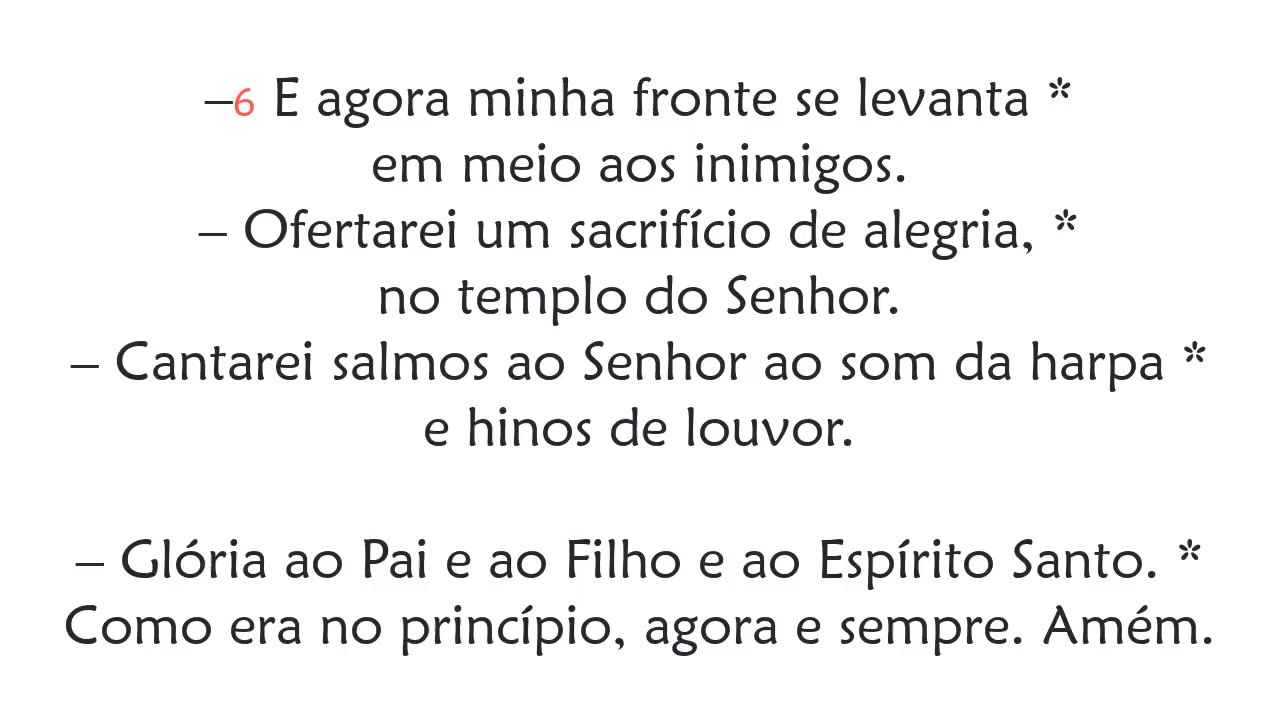 –6 E agora minha fronte se levanta *
em meio aos inimigos.
– Ofertarei um sacrifício de alegria, *
no templo do Senhor.
– Cantarei salmos ao Senhor ao som da harpa *
e hinos de louvor.
– Glória ao Pai e ao Filho e ao Espírito Santo. *
Como era no princípio, agora e sempre. Amém.